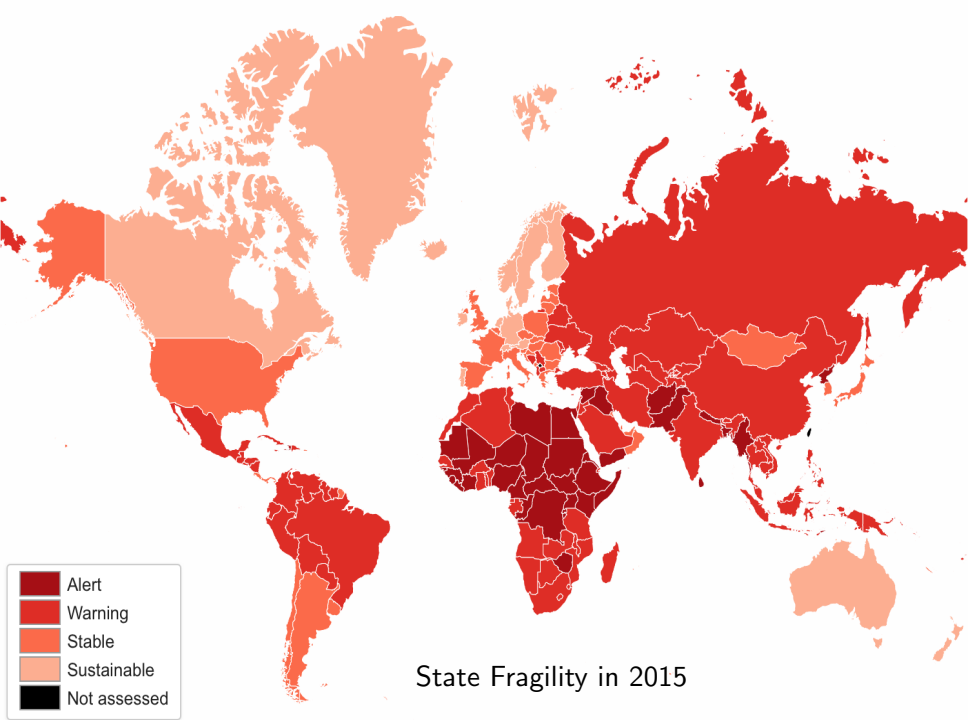 Alert
Warning
Stable
Sustainable
Not assessed
State Fragility in 2015